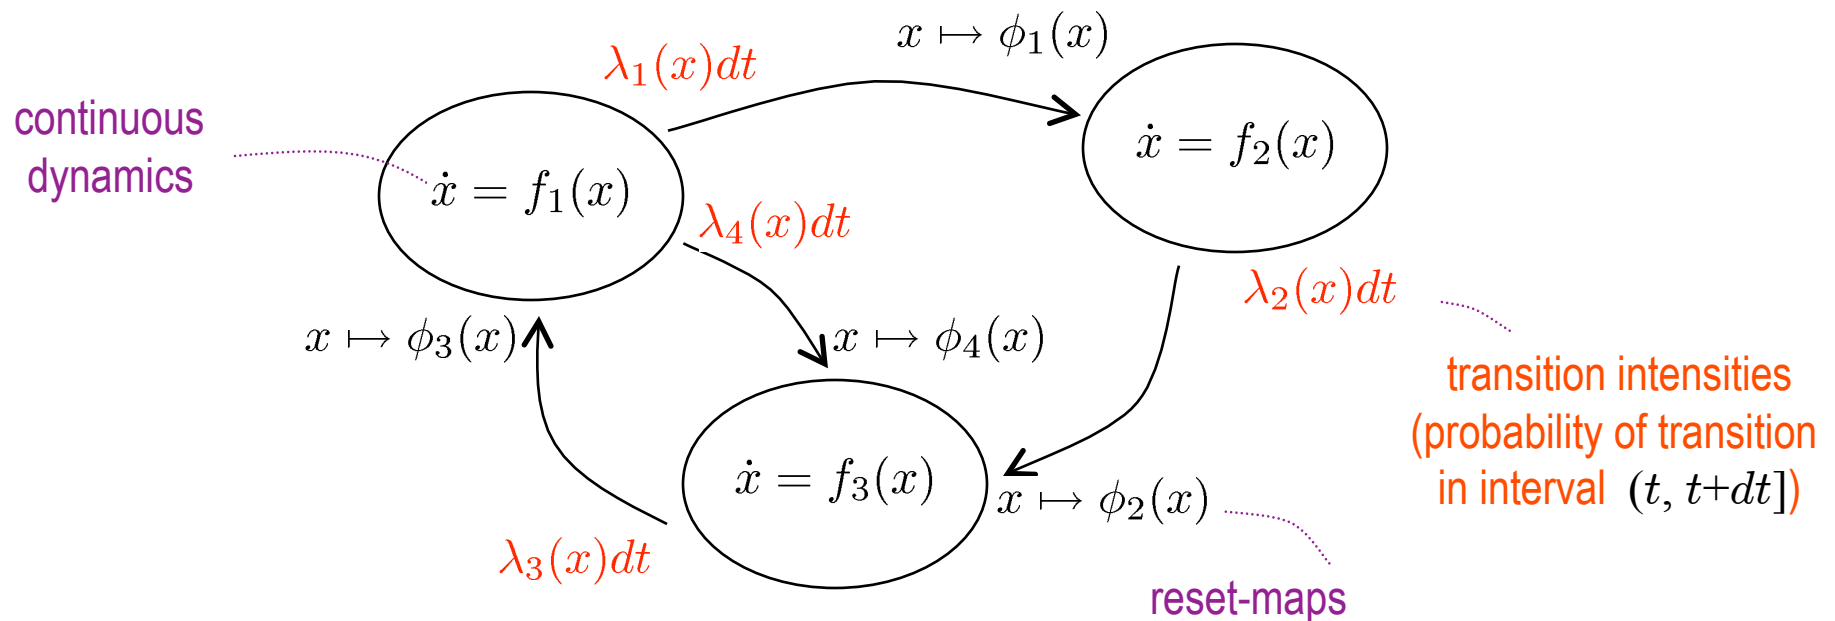 x ↦ ϕ₁(x)
λ₁(x)dt
continuous
dynamics
ẋ = f₁(x)
ẋ = f₂(x)
λ₄(x)dt
λ₂(x)dt
x ↦ ϕ₃(x)
x ↦ ϕ₄(x)
transition intensities
(probability of transition
in interval (t, t+dt])
ẋ = f₃(x)
x ↦ ϕ₂(x)
λ₃(x)dt
reset-maps